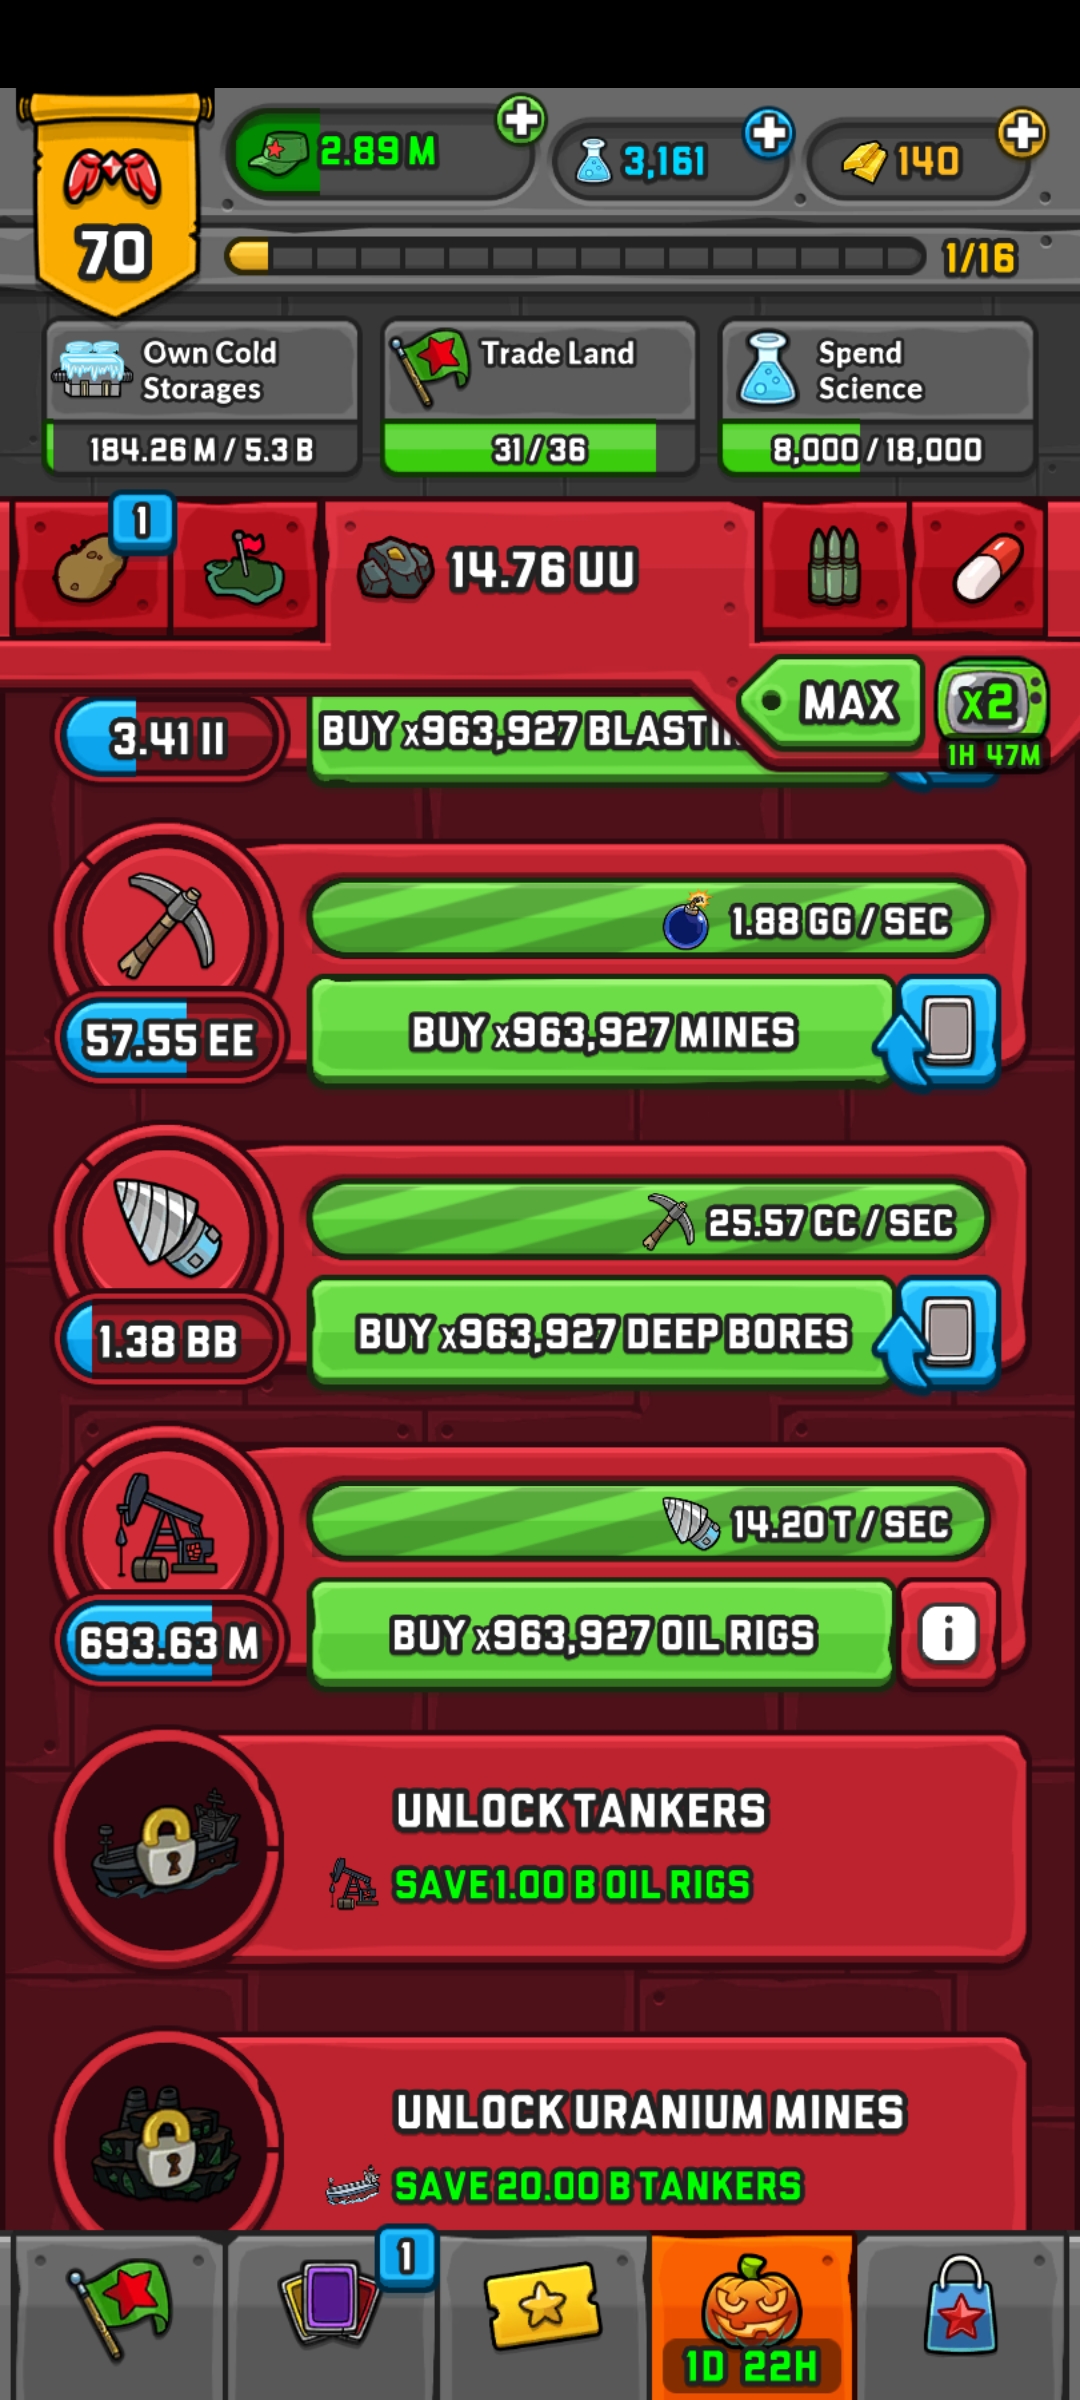 70
2.89 M
3,161
140
1/16
Own Cold
Storages
184.26 M / 5.3 B
Trade Land
31 / 36
Spend
Science
8,000 / 18,000
1
14.76 UU
MAX
x2
1H 47M
3.41 II
BUY x963,927
1.88 GG / SEC
57.55 EE
BUY x963,927 MINES
25.57 CC / SEC
1.38 BB
BUY x963,927 DEEP BORES
14.20 T / SEC
693.63 M
BUY x963,927 OIL RIGS
i
UNLOCK TANKERS
SAVE 1.00 B OIL RIGS
UNLOCK URANIUM MINES
SAVE 20.00 B TANKERS
1
1D 22H